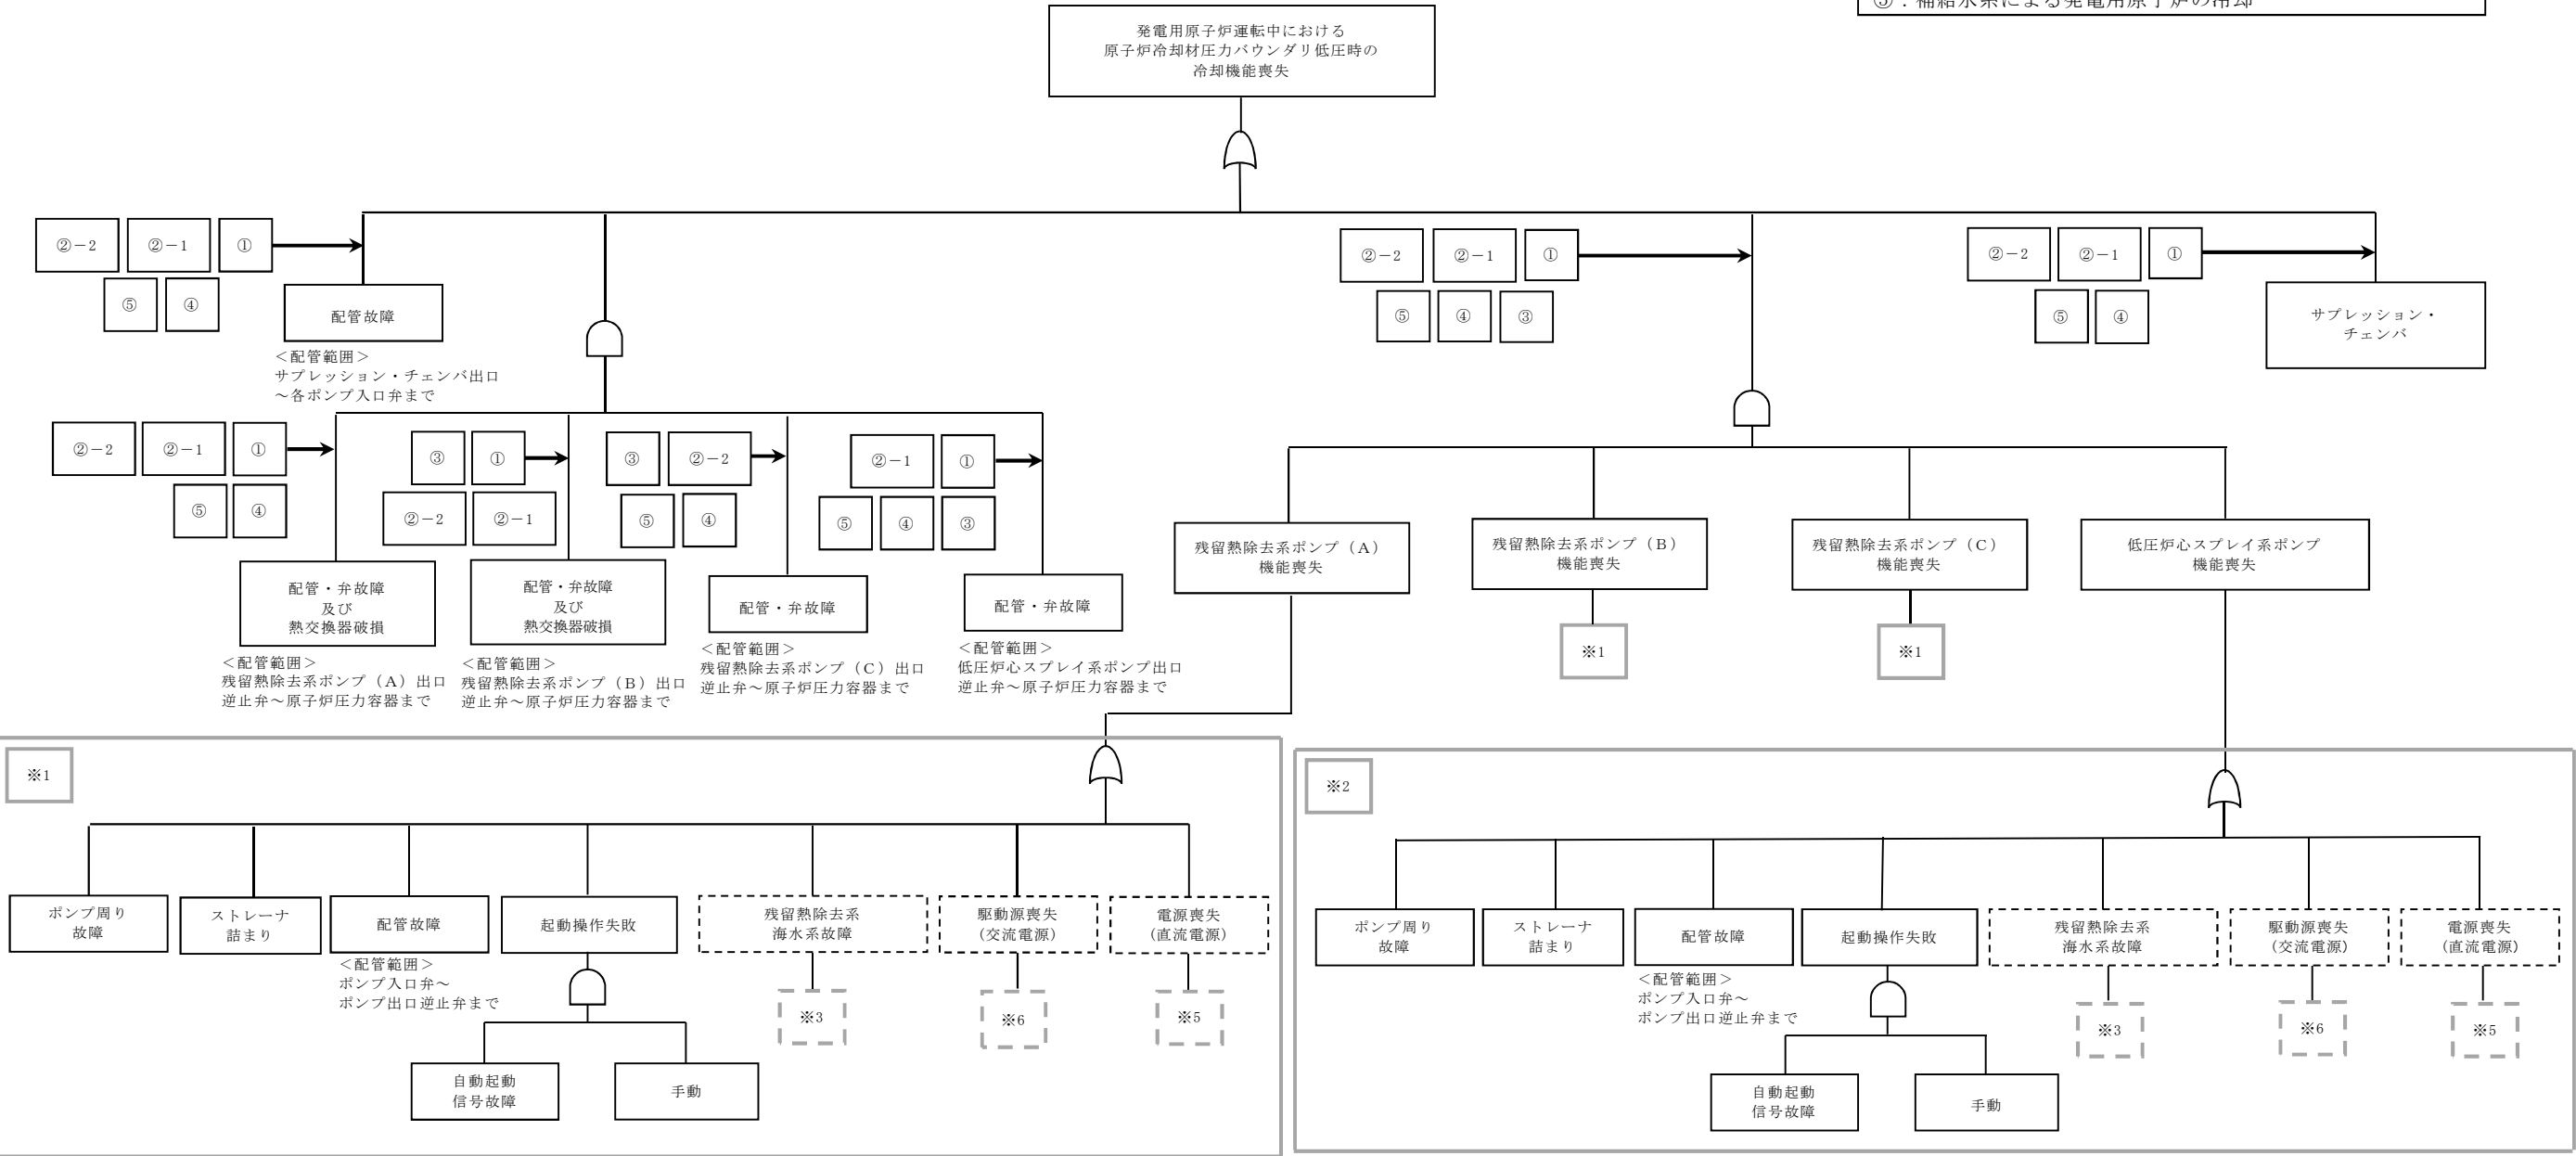 ⑤：補給水系による発電用原子炉の冷却
発電用原子炉運転中における
原子炉冷却材圧力バウンダリ低圧時の
冷却機能喪失
②－2
②－1
①
⑤
④
配管故障
＜配管範囲＞
サプレッション・チェンバ出口
～各ポンプ入口弁まで
②－2
②－1
①
⑤
④
③
②－2
②－1
①
⑤
④
サプレッション・
チェンバ
②－2
②－1
①
⑤
④
配管・弁故障
及び
熱交換器破損
＜配管範囲＞
残留熱除去系ポンプ（A）出口
逆止弁～原子炉圧力容器まで
③
①
②－2
②－1
配管・弁故障
及び
熱交換器破損
＜配管範囲＞
残留熱除去系ポンプ（B）出口
逆止弁～原子炉圧力容器まで
③
②－2
⑤
④
配管・弁故障
＜配管範囲＞
残留熱除去系ポンプ（C）出口
逆止弁～原子炉圧力容器まで
②－1
①
⑤
④
③
配管・弁故障
＜配管範囲＞
低圧炉心スプレイ系ポンプ出口
逆止弁～原子炉圧力容器まで
残留熱除去系ポンプ（A）
機能喪失
残留熱除去系ポンプ（B）
機能喪失
※1
残留熱除去系ポンプ（C）
機能喪失
※1
低圧炉心スプレイ系ポンプ
機能喪失
※1
ポンプ周り
故障
ストレーナ
詰まり
配管故障
＜配管範囲＞
ポンプ入口弁～
ポンプ出口逆止弁まで
起動操作失敗
自動起動
信号故障
手動
残留熱除去系
海水系故障
※3
駆動源喪失
（交流電源）
※6
電源喪失
（直流電源）
※5
※2
ポンプ周り
故障
ストレーナ
詰まり
配管故障
＜配管範囲＞
ポンプ入口弁～
ポンプ出口逆止弁まで
起動操作失敗
自動起動
信号故障
手動
残留熱除去系
海水系故障
※3
駆動源喪失
（交流電源）
※6
電源喪失
（直流電源）
※5